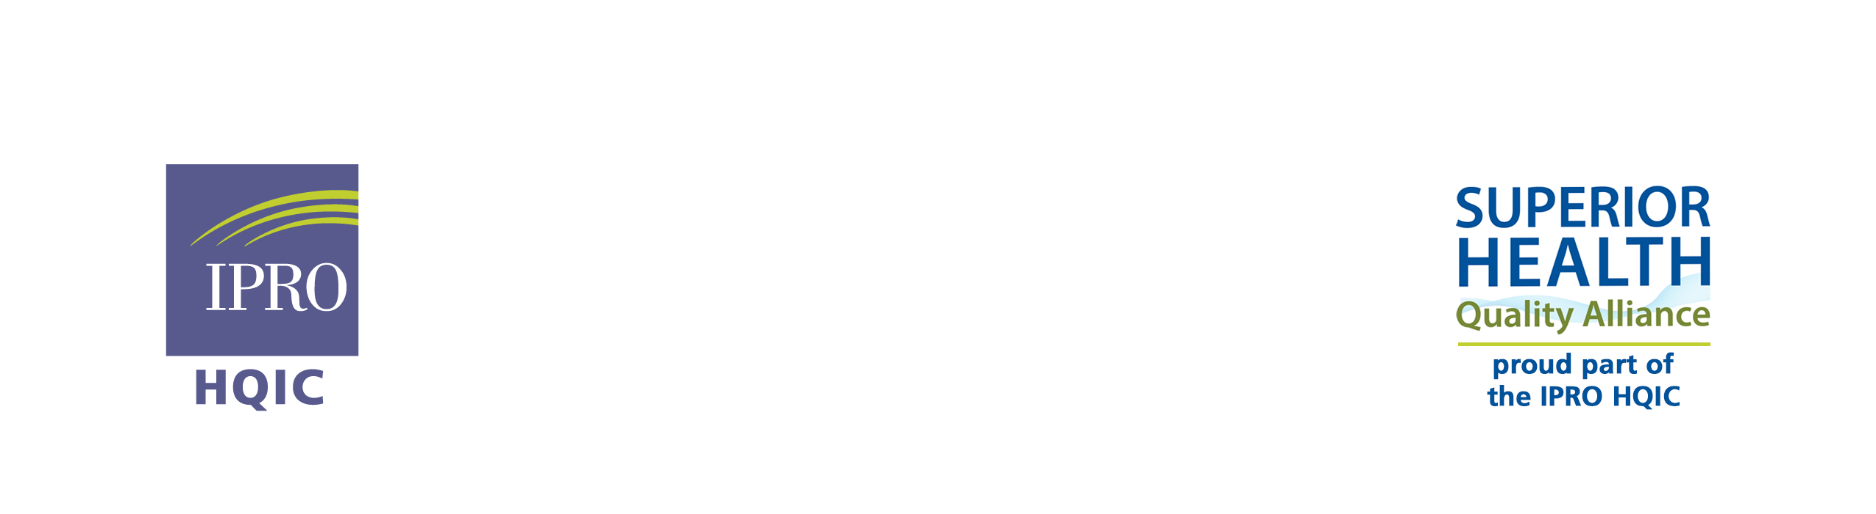 IPRO
HQIC
SUPERIOR
HEALTH
Quality Alliance
proud part of
the IPRO HQIC